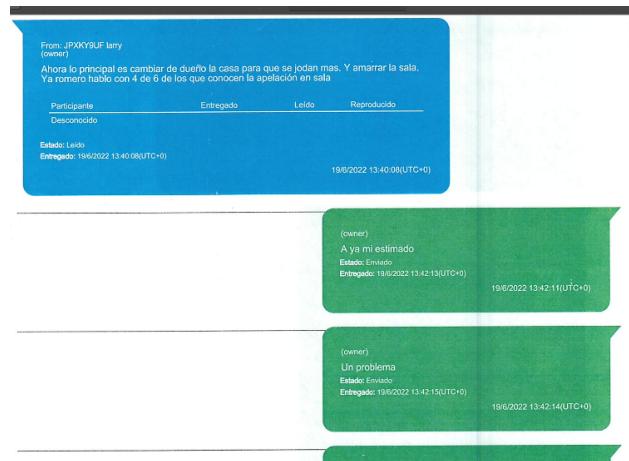 From: JPXKY9UF larry
(owner)
Ahora lo principal es cambiar de dueño la casa para que se jodan mas. Y amarrar la sala.
Ya romero hablo con 4 de 6 de los que conocen la apelación en sala
Participante Entregado Leído Reproducido
Desconocido
Estado: Leído
Entregado: 19/6/2022 13:40:08(UTC+0)
19/6/2022 13:40:08(UTC+0)
(owner)
A ya mi estimado
Estado: Enviado
Entregado: 19/6/2022 13:42:13(UTC+0)
19/6/2022 13:42:11(UTC+0)
(owner)
Un problema
Estado: Enviado
Entregado: 19/6/2022 13:42:15(UTC+0)
19/6/2022 13:42:14(UTC+0)